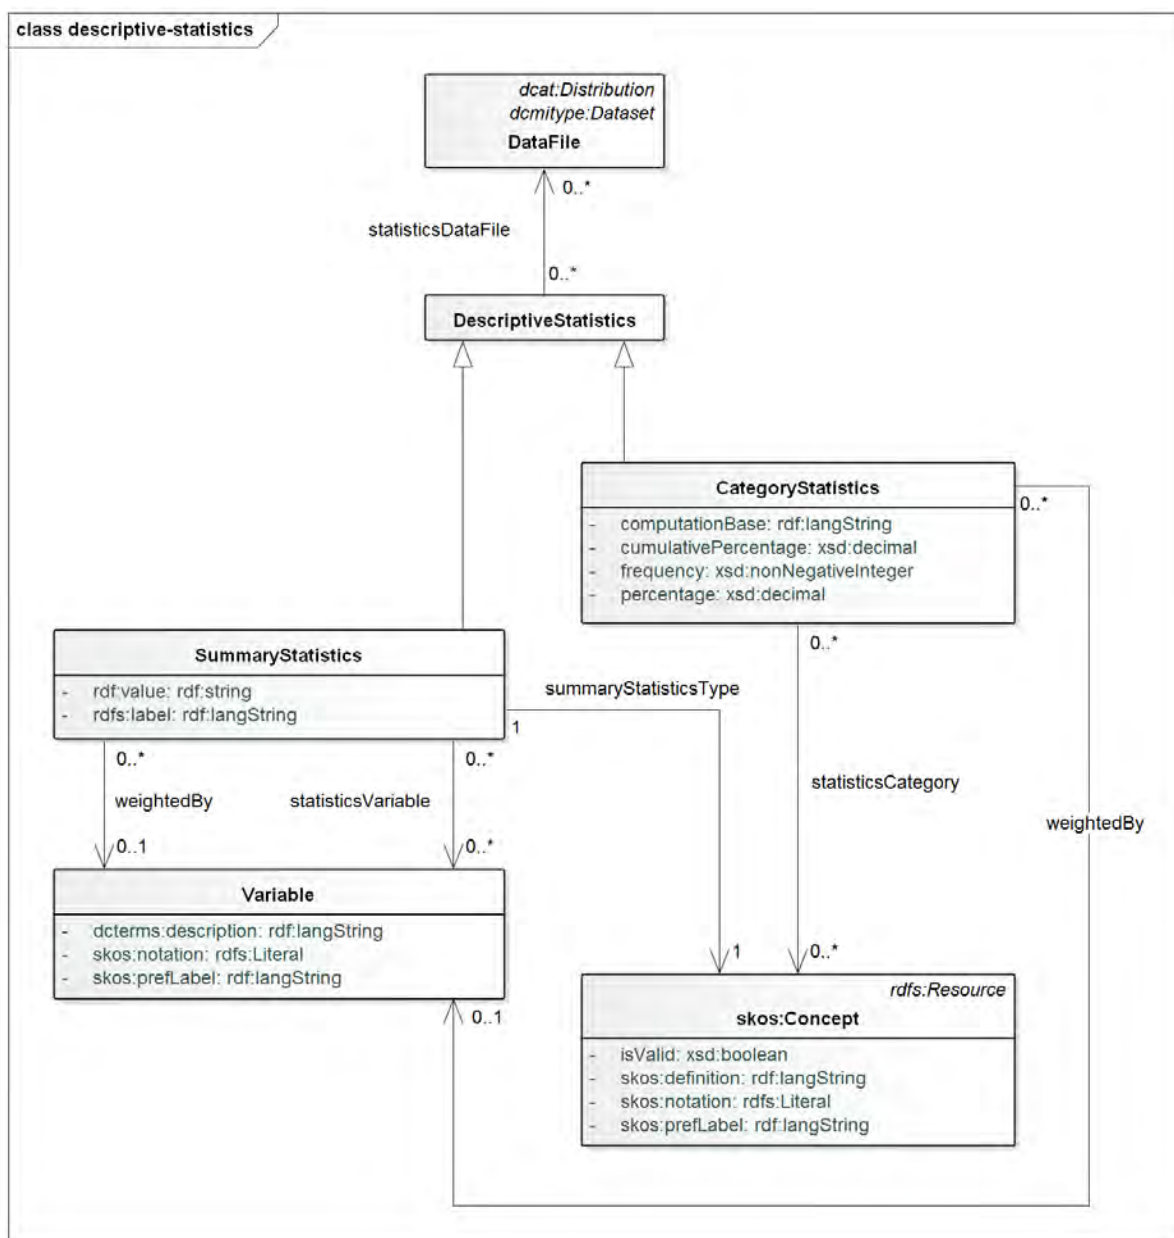 class descriptive-statistics
dcat:Distribution
dcmitype:Dataset
DataFile
0..*
statisticsDataFile
0..*
DescriptiveStatistics
CategoryStatistics
0..*
- computationBase: rdf:langString
- cumulativePercentage: xsd:decimal
- frequency: xsd:nonNegativeInteger
- percentage: xsd:decimal
0..*
SummaryStatistics
- rdf:value: rdf:string
- rdfs:label: rdf:langString
summaryStatisticsType
1
0..*
0..*
weightedBy
statisticsVariable
statisticsCategory
weightedBy
0..1
0..*
Variable
- dcterms:description: rdf:langString
- skos:notation: rdfs:Literal
- skos:prefLabel: rdf:langString
1
0..*
0..1
rdfs:Resource
skos:Concept
- isValid: xsd:boolean
- skos:definition: rdf:langString
- skos:notation: rdfs:Literal
- skos:prefLabel: rdf:langString